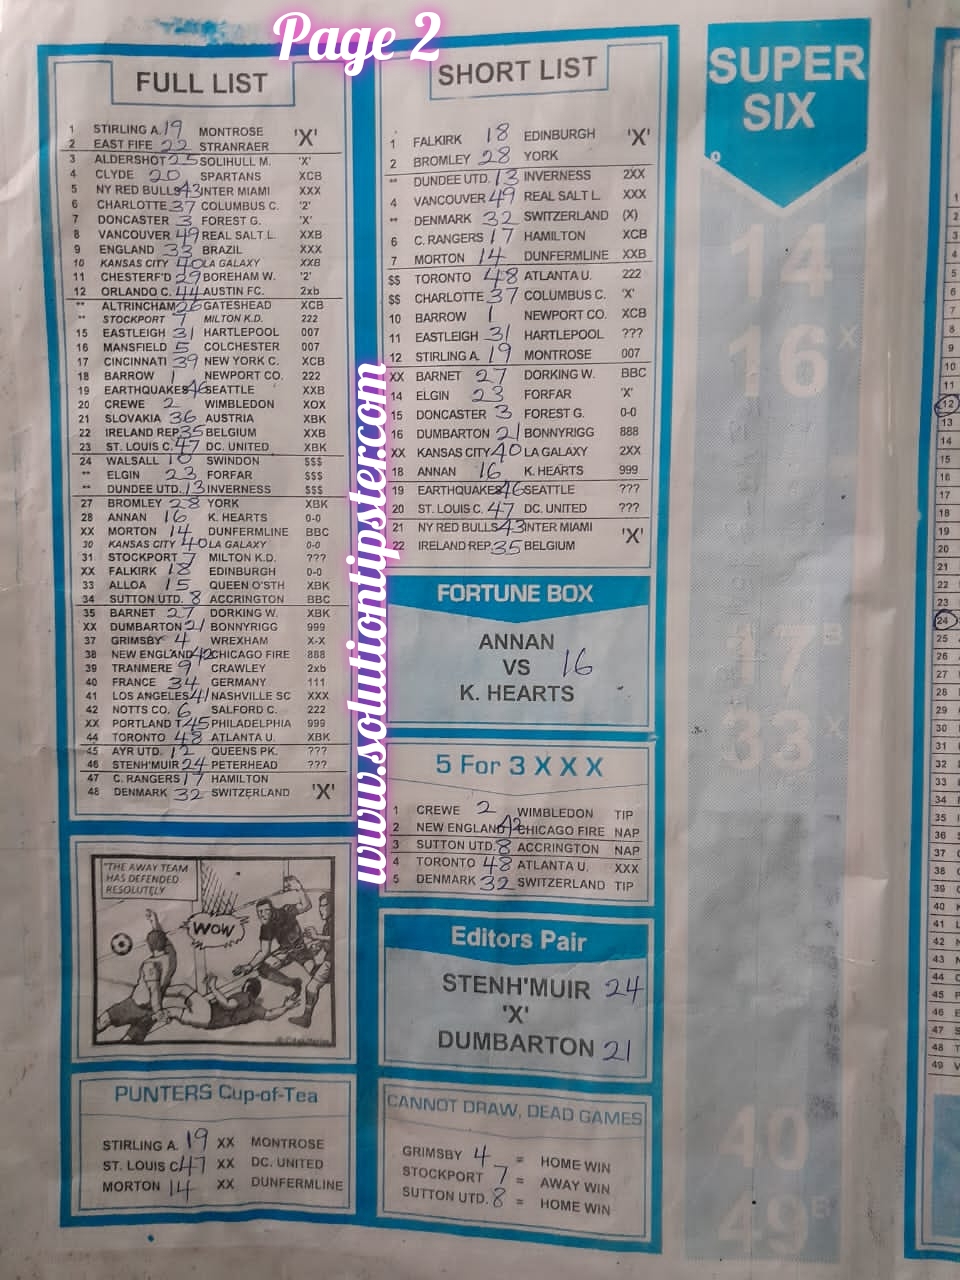 Page 2
FULL LIST
1 STIRLING A. 19 MONTROSE 'X'
2 EAST FIFE 22 STRANRAER
3 ALDERSHOT 25 SOLIHULL M. 'X'
4 CLYDE 20 SPARTANS XCB
5 NY RED BULLS 43 INTER MIAMI XXX
6 CHARLOTTE 37 COLUMBUS C. '2'
7 DONCASTER 3 FOREST G. 'X'
8 VANCOUVER 49 REAL SALT L. XXB
9 ENGLAND 33 BRAZIL XXX
10 KANSAS CITY 40 LA GALAXY XXB
11 CHESTERF'D 29 BOREHAM W. '2'
12 ORLANDO C. 44 AUSTIN FC. 2xb
** ALTRINCHAM 26 GATESHEAD XCB
** STOCKPORT 7 MILTON K.D. 222
15 EASTLEIGH 31 HARTLEPOOL 007
16 MANSFIELD 5 COLCHESTER 007
17 CINCINNATI 39 NEW YORK C. XCB
18 BARROW 1 NEWPORT CO. 222
19 EARTHQUAKES 46 SEATTLE XXB
20 CREWE 2 WIMBLEDON XOX
21 SLOVAKIA 36 AUSTRIA XBK
22 IRELAND REP. 35 BELGIUM XXB
23 ST. LOUIS C. 47 DC. UNITED XBK
24 WALSALL 10 SWINDON $$$
** ELGIN 23 FORFAR $$$
** DUNDEE UTD. 13 INVERNESS $$$
27 BROMLEY 28 YORK XBK
28 ANNAN 16 K. HEARTS 0-0
XX MORTON 14 DUNFERMLINE BBC
30 KANSAS CITY 40 LA GALAXY 0-0
31 STOCKPORT 7 MILTON K.D. ???
XX FALKIRK 18 EDINBURGH 0-0
33 ALLOA 15 QUEEN O'STH XBK
34 SUTTON UTD. 8 ACCRINGTON BBC
35 BARNET 27 DORKING W. XBK
XX DUMBARTON 21 BONNYRIGG 999
37 GRIMSBY 4 WREXHAM X-X
38 NEW ENGLAND 42 CHICAGO FIRE 888
39 TRANMERE 9 CRAWLEY 2xb
40 FRANCE 34 GERMANY 111
41 LOS ANGELES 41 NASHVILLE SC XXX
42 NOTTS CO. 6 SALFORD C. 222
XX PORTLAND T 45 PHILADELPHIA 999
44 TORONTO 48 ATLANTA U. XBK
45 AYR UTD. 12 QUEENS PK. ???
46 STENH'MUIR 24 PETERHEAD ???
47 C. RANGERS 17 HAMILTON
48 DENMARK 32 SWITZERLAND 'X'
"THE AWAY TEAM
HAS DEFENDED
RESOLUTELY
WOW
PUNTERS Cup-of-Tea
STIRLING A. 19 XX MONTROSE
ST. LOUIS C. 47 XX DC. UNITED
MORTON 14 XX DUNFERMLINE
www.solutiontipster.com
SHORT LIST
1 FALKIRK 18 EDINBURGH 'X'
2 BROMLEY 28 YORK
** DUNDEE UTD. 13 INVERNESS 2XX
4 VANCOUVER 49 REAL SALT L. XXX
** DENMARK 32 SWITZERLAND (X)
6 C. RANGERS 17 HAMILTON XCB
7 MORTON 14 DUNFERMLINE XXB
$$ TORONTO 48 ATLANTA U. 222
$$ CHARLOTTE 37 COLUMBUS C. 'X'
10 BARROW 1 NEWPORT CO. XCB
11 EASTLEIGH 31 HARTLEPOOL ???
12 STIRLING A. 19 MONTROSE 007
XX BARNET 27 DORKING W. BBC
14 ELGIN 23 FORFAR 'X'
15 DONCASTER 3 FOREST G. 0-0
16 DUMBARTON 21 BONNYRIGG 888
XX KANSAS CITY 40 LA GALAXY 2XX
18 ANNAN 16 K. HEARTS 999
19 EARTHQUAKES 46 SEATTLE ???
20 ST. LOUIS C. 47 DC. UNITED ???
21 NY RED BULLS 43 INTER MIAMI 'X'
22 IRELAND REP. 35 BELGIUM
FORTUNE BOX
ANNAN
VS 16
K. HEARTS
5 For 3 X X X
1 CREWE 2 WIMBLEDON TIP
2 NEW ENGLAND 42 CHICAGO FIRE NAP
3 SUTTON UTD. 8 ACCRINGTON NAP
4 TORONTO 48 ATLANTA U. XXX
5 DENMARK 32 SWITZERLAND TIP
Editors Pair
STENH'MUIR 24
'X'
DUMBARTON 21
CANNOT DRAW, DEAD GAMES
GRIMSBY 4 = HOME WIN
STOCKPORT 7 = AWAY WIN
SUTTON UTD. 8 = HOME WIN
SUPER
SIX
14
16 X
17 B
33 X
40
49 B